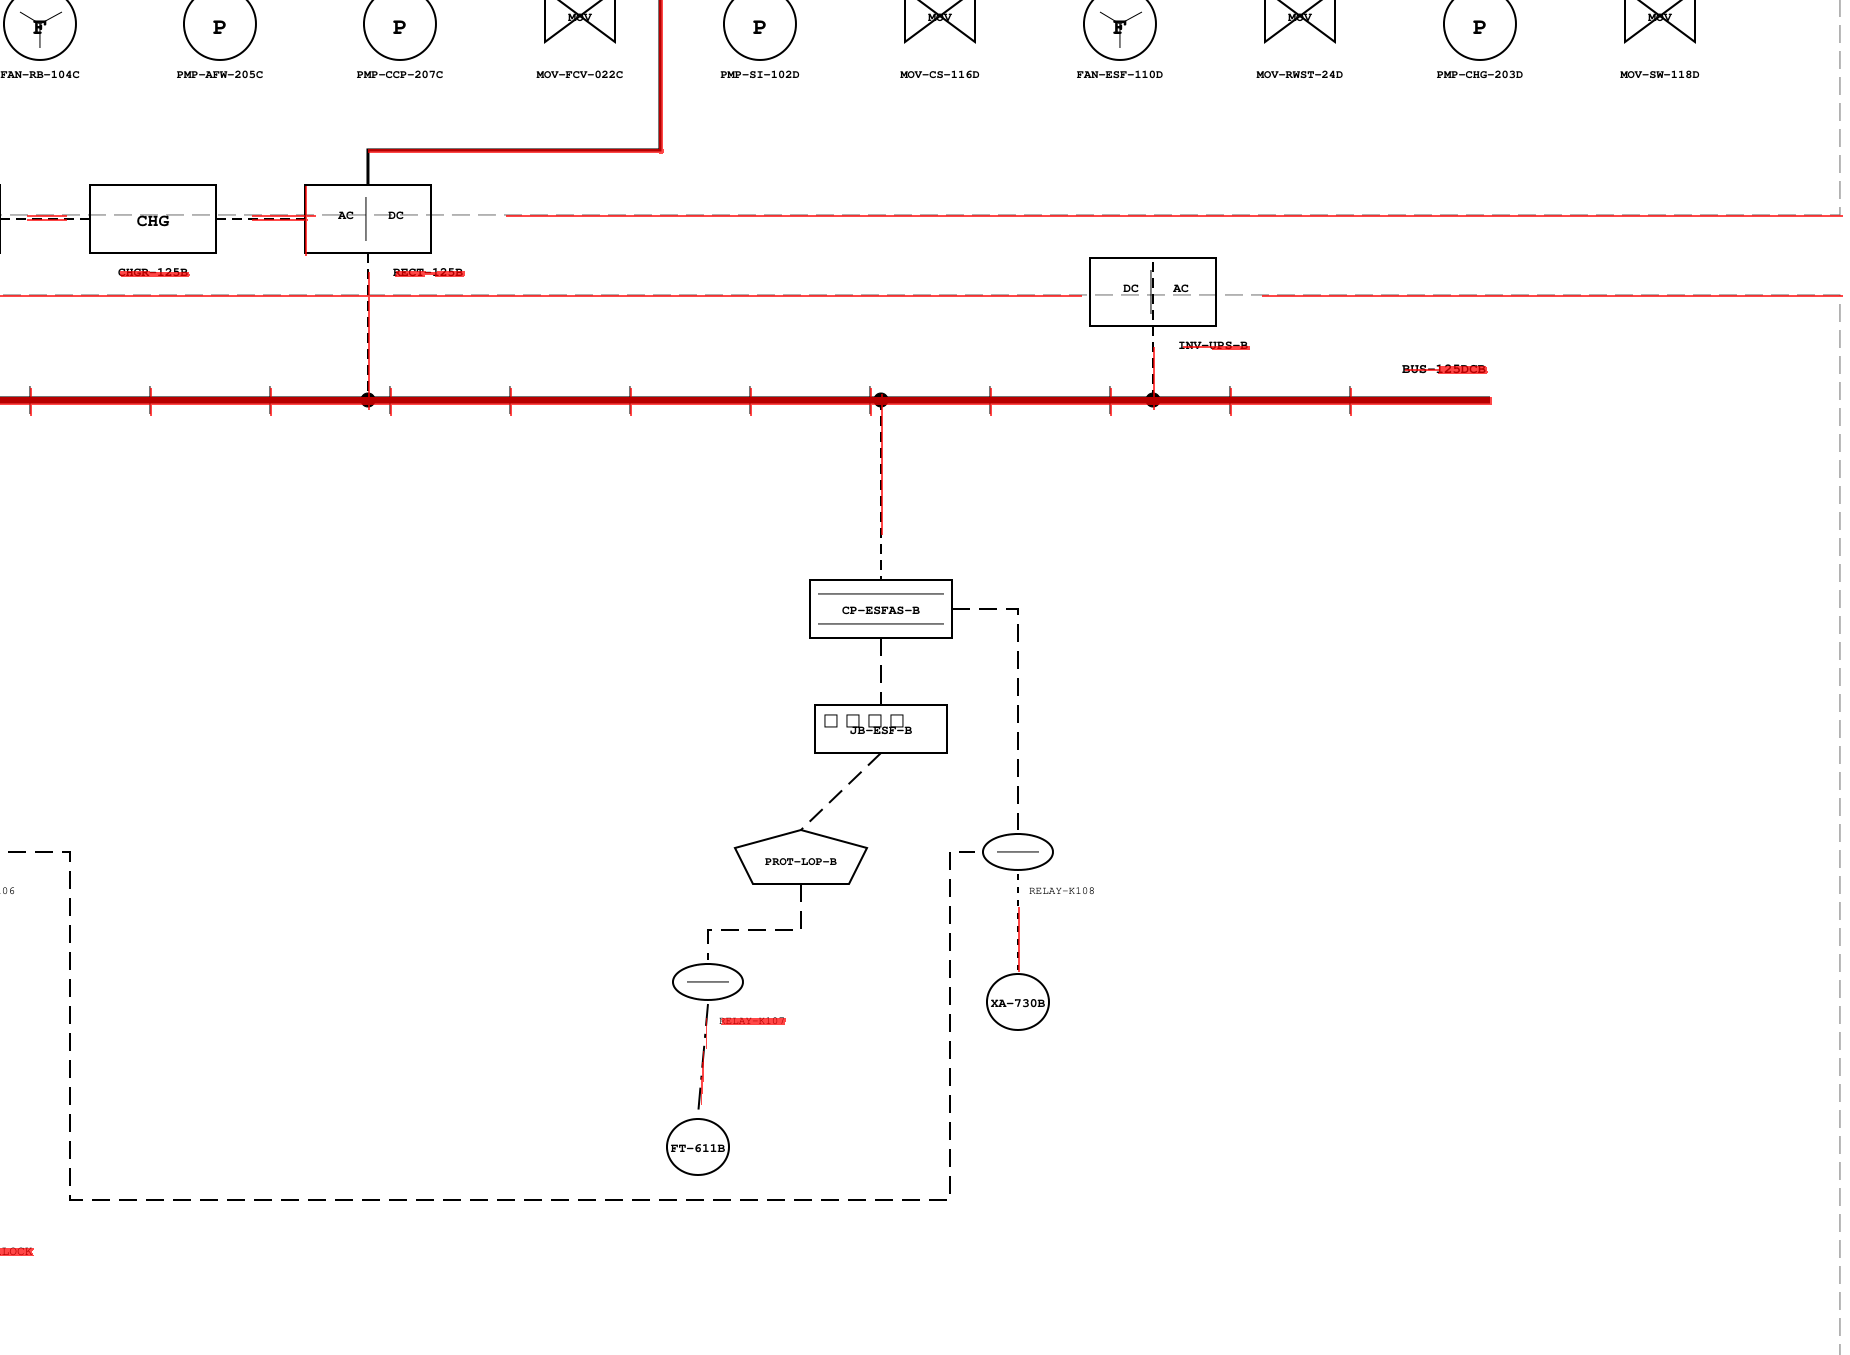 F P P MOV P MOV F MOV P MOV
FAN-RB-104C PMP-AFW-205C PMP-CCP-207C MOV-FCV-022C PMP-SI-102D MOV-CS-116D FAN-ESF-110D MOV-RWST-24D PMP-CHG-203D MOV-SW-118D
CHG AC DC
CHGR-125B RECT-125B
DC AC
INV-UPS-B
BUS-125DCB
CP-ESFAS-B
JB-ESF-B
PROT-LOP-B
06 RELAY-K108
XA-730B
RELAY-K107
FT-611B
LOCK